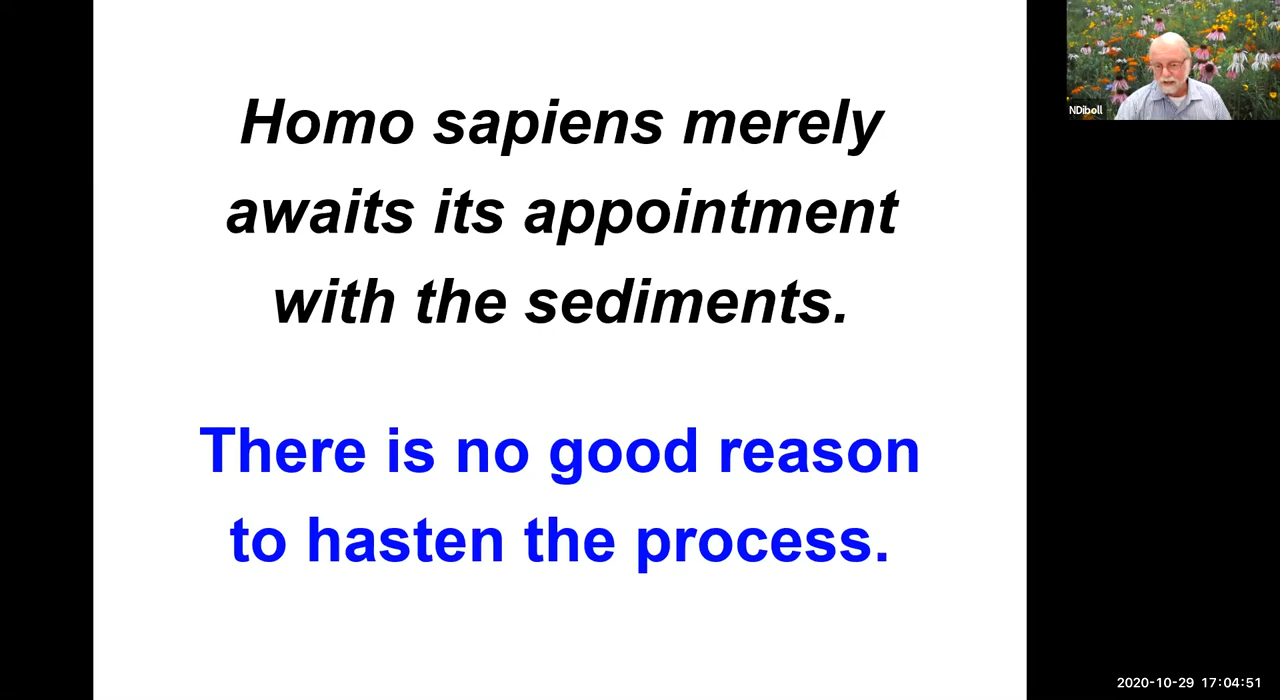 Homo sapiens merely
awaits its appointment
with the sediments.
There is no good reason
to hasten the process.
NDiboll
2020-10-29 17:04:51